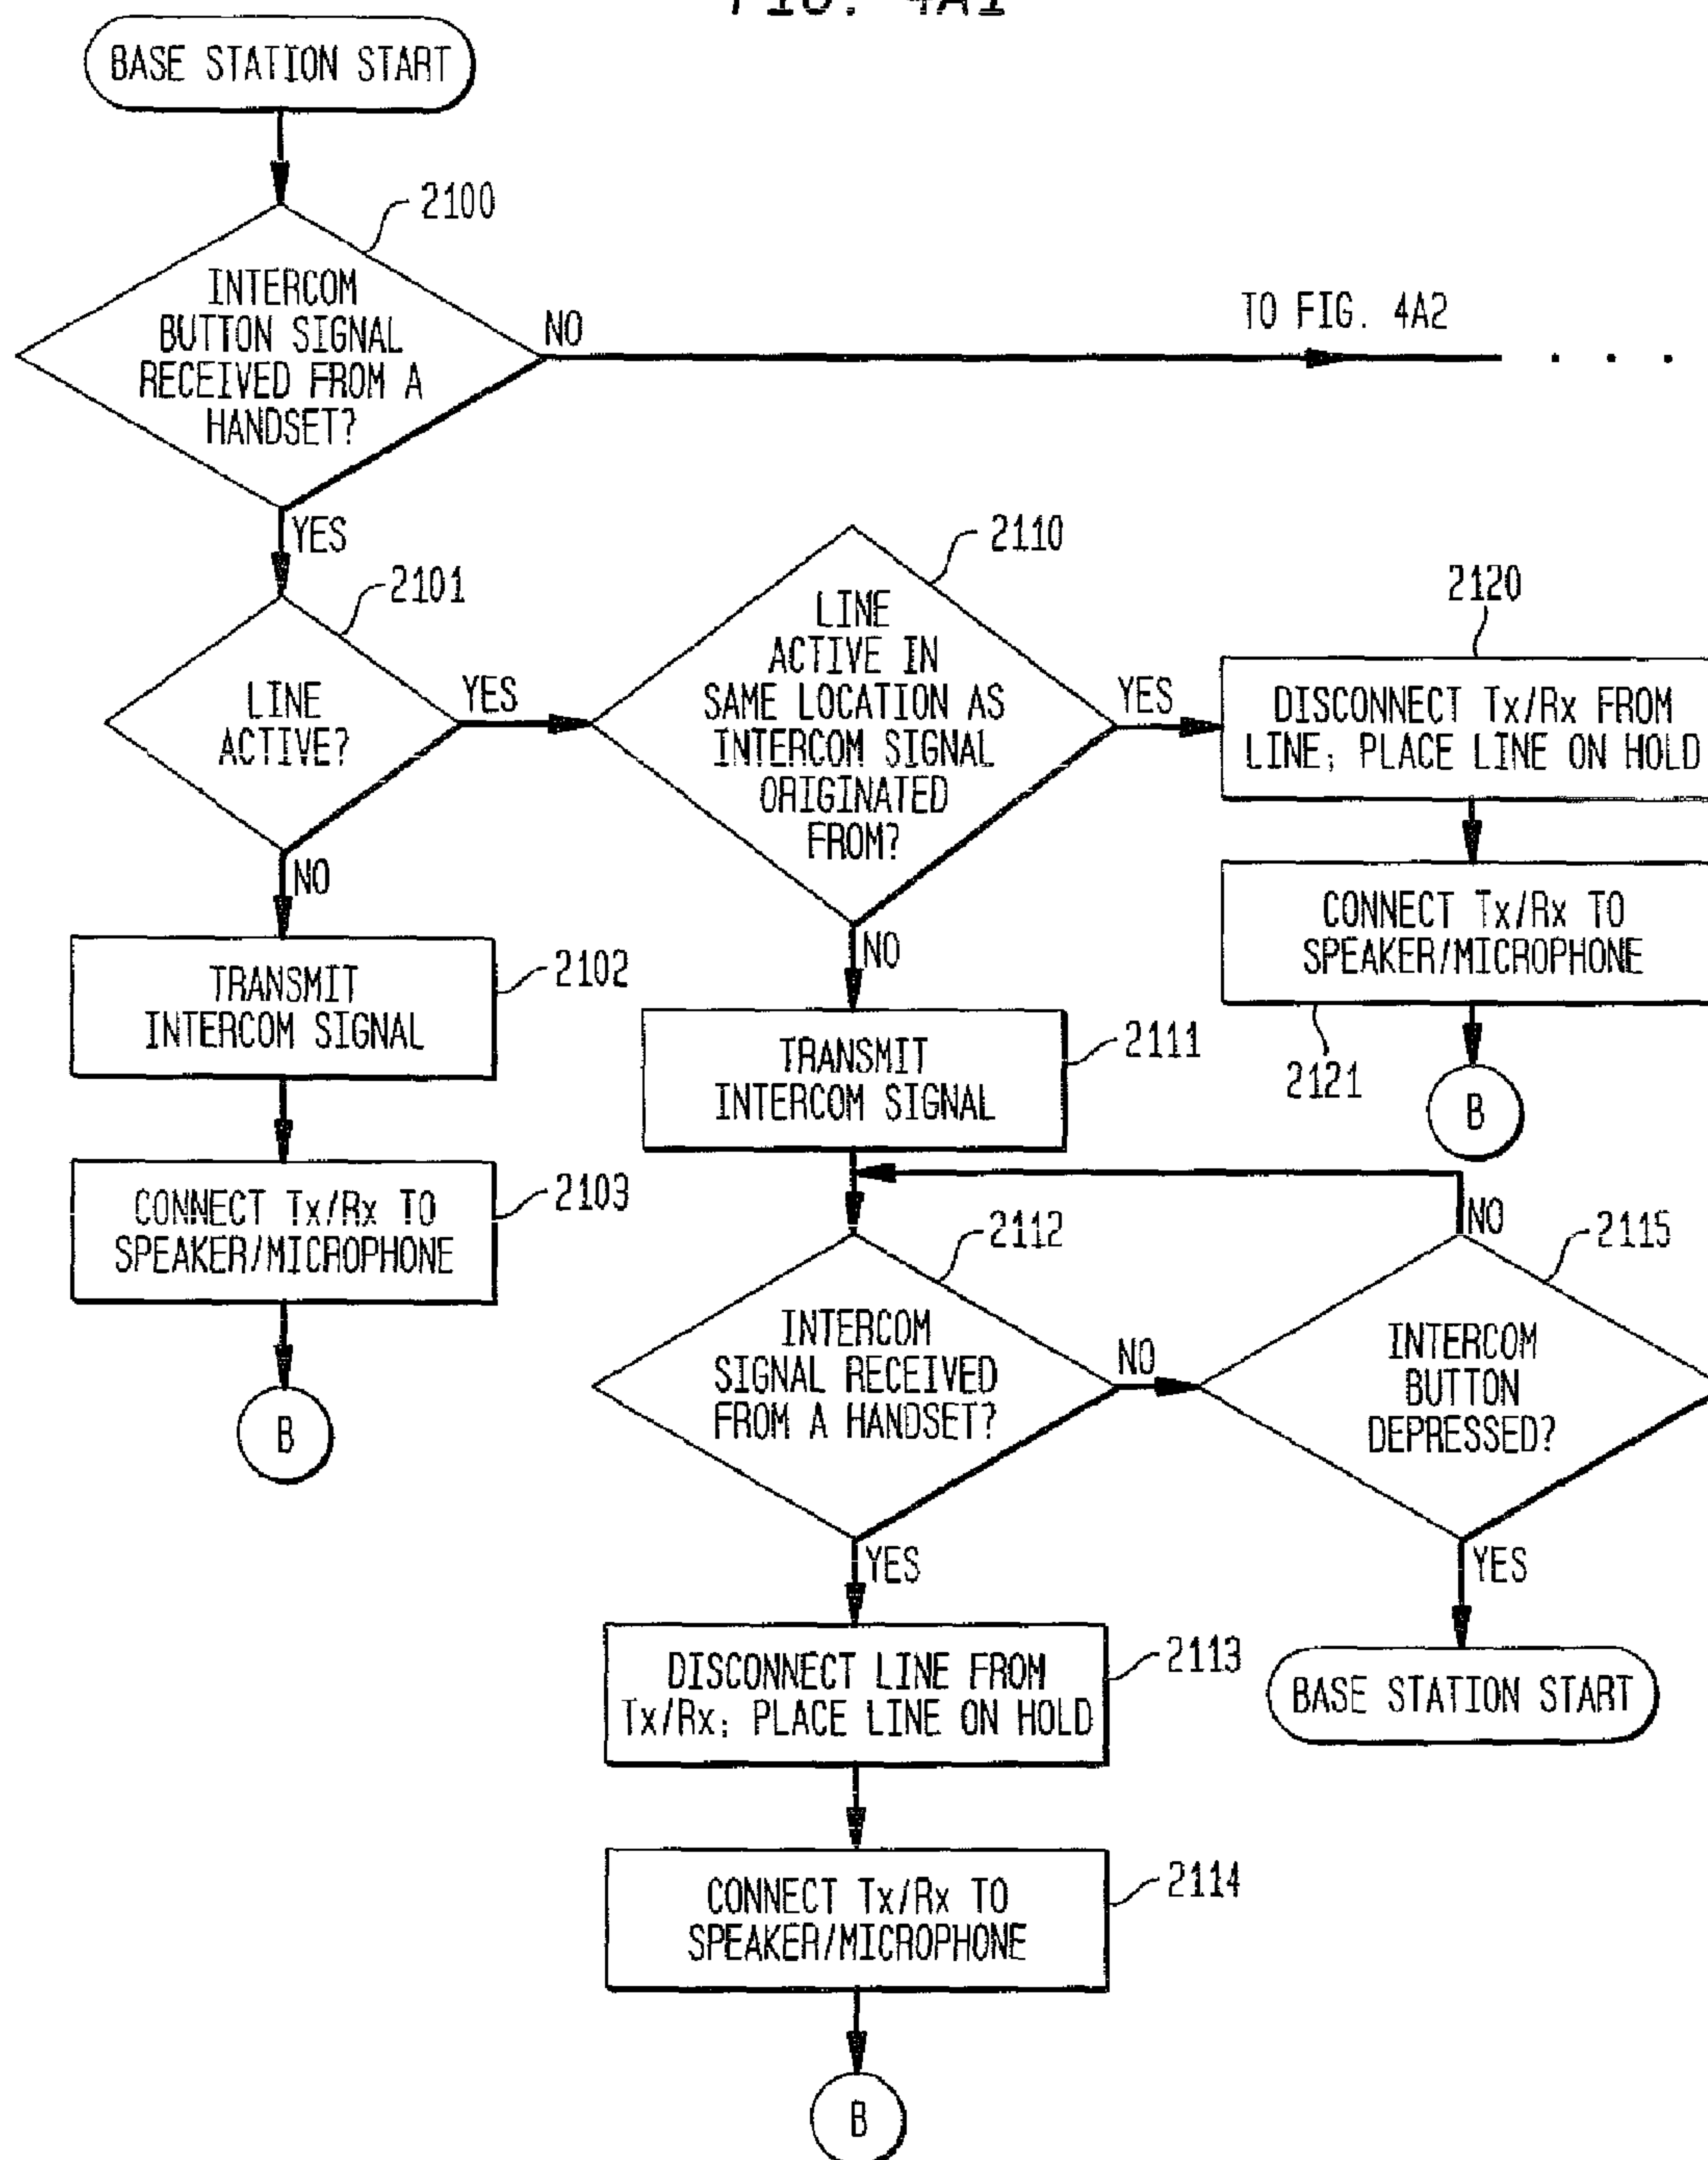 FIG. 4A1
BASE STATION START
2100
INTERCOM
BUTTON SIGNAL
RECEIVED FROM A
HANDSET?
NO
TO FIG. 4A2
. . .
YES
2101
LINE
ACTIVE?
YES
NO
2110
LINE
ACTIVE IN
SAME LOCATION AS
INTERCOM SIGNAL
ORIGINATED
FROM?
YES
NO
2120
DISCONNECT Tx/Rx FROM
LINE; PLACE LINE ON HOLD
CONNECT Tx/Rx TO
SPEAKER/MICROPHONE
2121
B
TRANSMIT
INTERCOM SIGNAL
2102
CONNECT Tx/Rx TO
SPEAKER/MICROPHONE
2103
B
TRANSMIT
INTERCOM SIGNAL
2111
2112
INTERCOM
SIGNAL RECEIVED
FROM A HANDSET?
NO
YES
NO
2115
INTERCOM
BUTTON
DEPRESSED?
YES
BASE STATION START
DISCONNECT LINE FROM
Tx/Rx; PLACE LINE ON HOLD
2113
CONNECT Tx/Rx TO
SPEAKER/MICROPHONE
2114
B